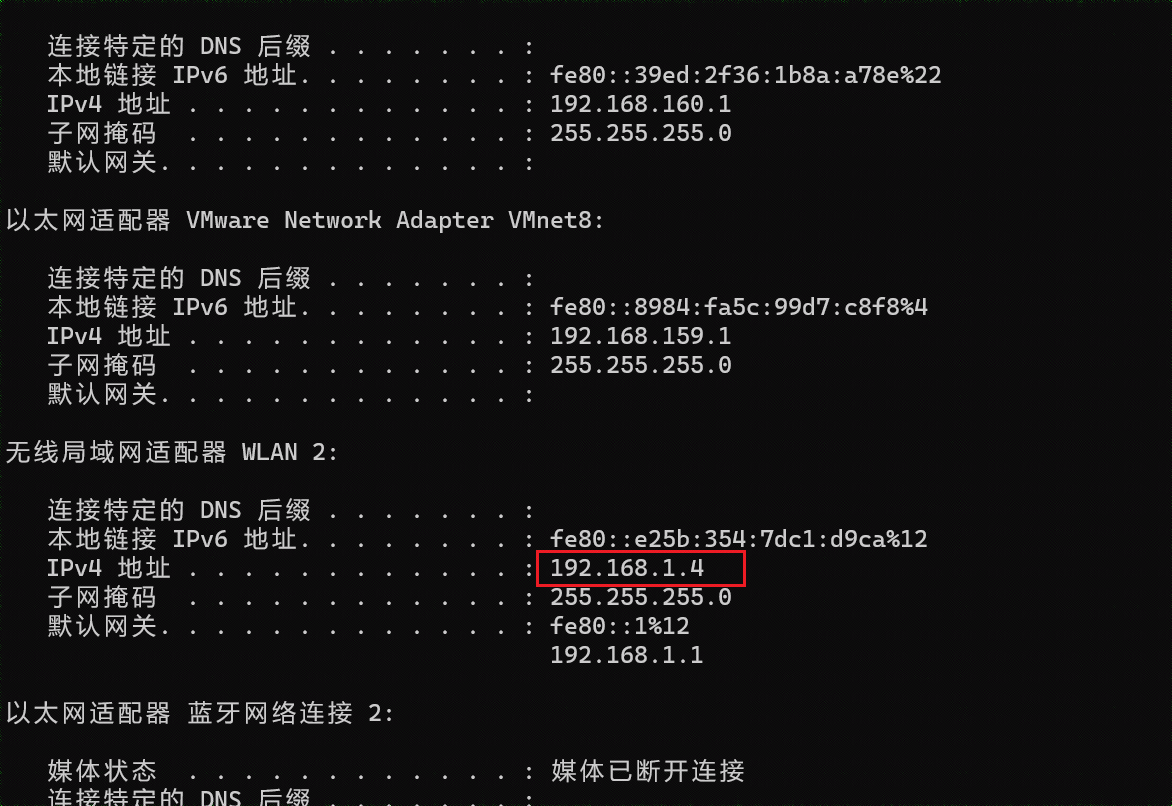 连接特定的 DNS 后缀 . . . . . . . :
本地链接 IPv6 地址. . . . . . . . : fe80::39ed:2f36:1b8a:a78e%22
IPv4 地址 . . . . . . . . . . . . : 192.168.160.1
子网掩码  . . . . . . . . . . . . : 255.255.255.0
默认网关. . . . . . . . . . . . . :
以太网适配器 VMware Network Adapter VMnet8:
连接特定的 DNS 后缀 . . . . . . . :
本地链接 IPv6 地址. . . . . . . . : fe80::8984:fa5c:99d7:c8f8%4
IPv4 地址 . . . . . . . . . . . . : 192.168.159.1
子网掩码  . . . . . . . . . . . . : 255.255.255.0
默认网关. . . . . . . . . . . . . :
无线局域网适配器 WLAN 2:
连接特定的 DNS 后缀 . . . . . . . :
本地链接 IPv6 地址. . . . . . . . : fe80::e25b:354:7dc1:d9ca%12
IPv4 地址 . . . . . . . . . . . . : 192.168.1.4
子网掩码  . . . . . . . . . . . . : 255.255.255.0
默认网关. . . . . . . . . . . . . : fe80::1%12
192.168.1.1
以太网适配器 蓝牙网络连接 2:
媒体状态  . . . . . . . . . . . . : 媒体已断开连接
连接特定的 DNS 后缀 . . . . . . . :